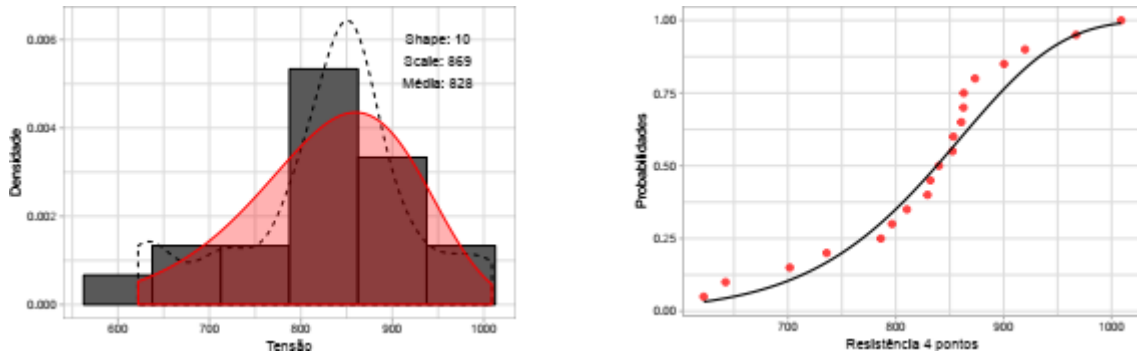 0.006
0.004
0.002
0.000
Densidade
Shape: 10
Scale: 869
Média: 828
600 700 800 900 1000
Tensão
1.00
0.75
0.50
0.25
0.00
Probabilidades
700 800 900 1000
Resistência 4 pontos